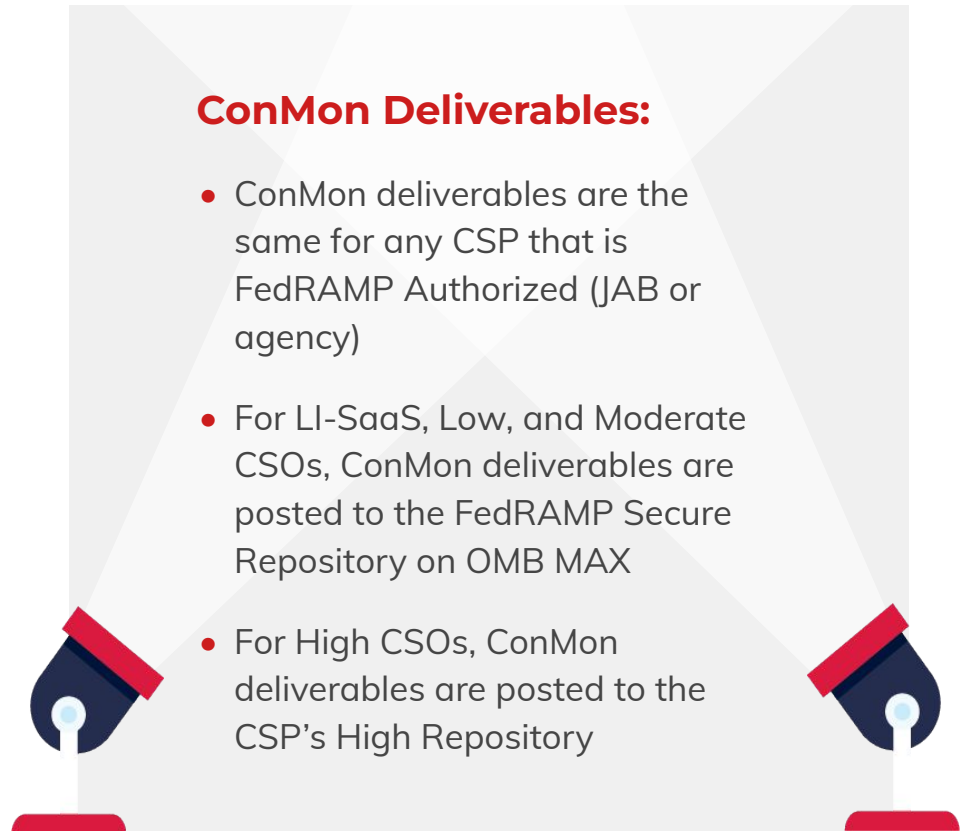 ConMon Deliverables:
• ConMon deliverables are the
same for any CSP that is
FedRAMP Authorized (JAB or
agency)
• For LI-SaaS, Low, and Moderate
CSOs, ConMon deliverables are
posted to the FedRAMP Secure
Repository on OMB MAX
• For High CSOs, ConMon
deliverables are posted to the
CSP’s High Repository